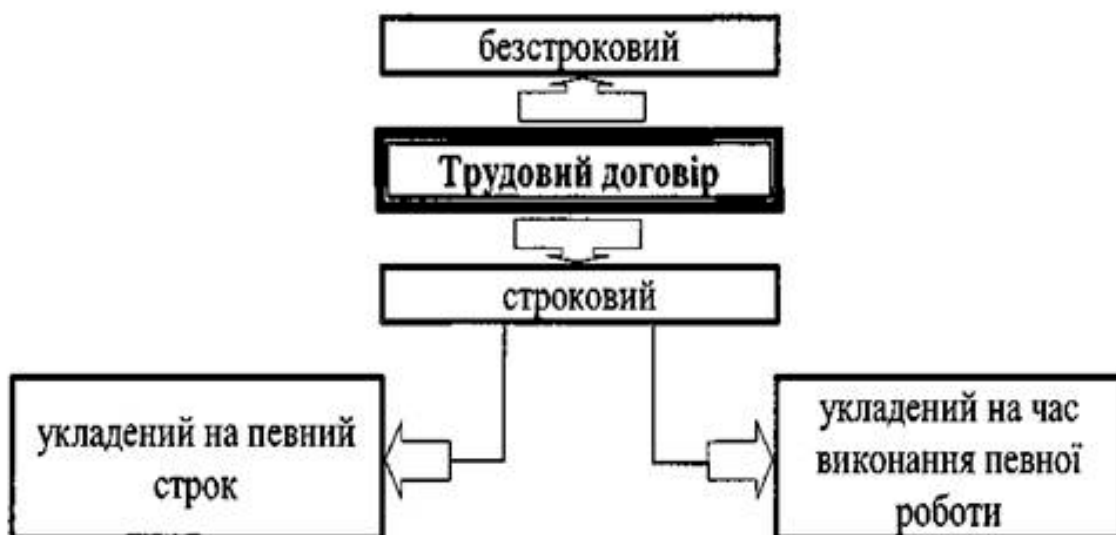 безстроковий
Трудовий договір
строковий
укладений на певний
строк
укладений на час
виконання певної
роботи